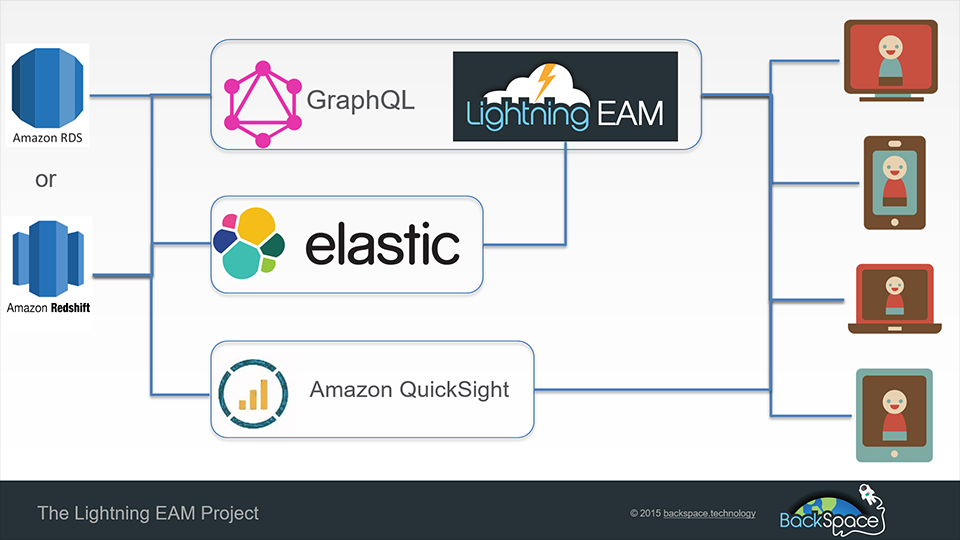 Amazon RDS
or
Amazon Redshift
GraphQL
Lightning EAM
elastic
Amazon QuickSight
The Lightning EAM Project
© 2015 backspace.technology
BackSpace